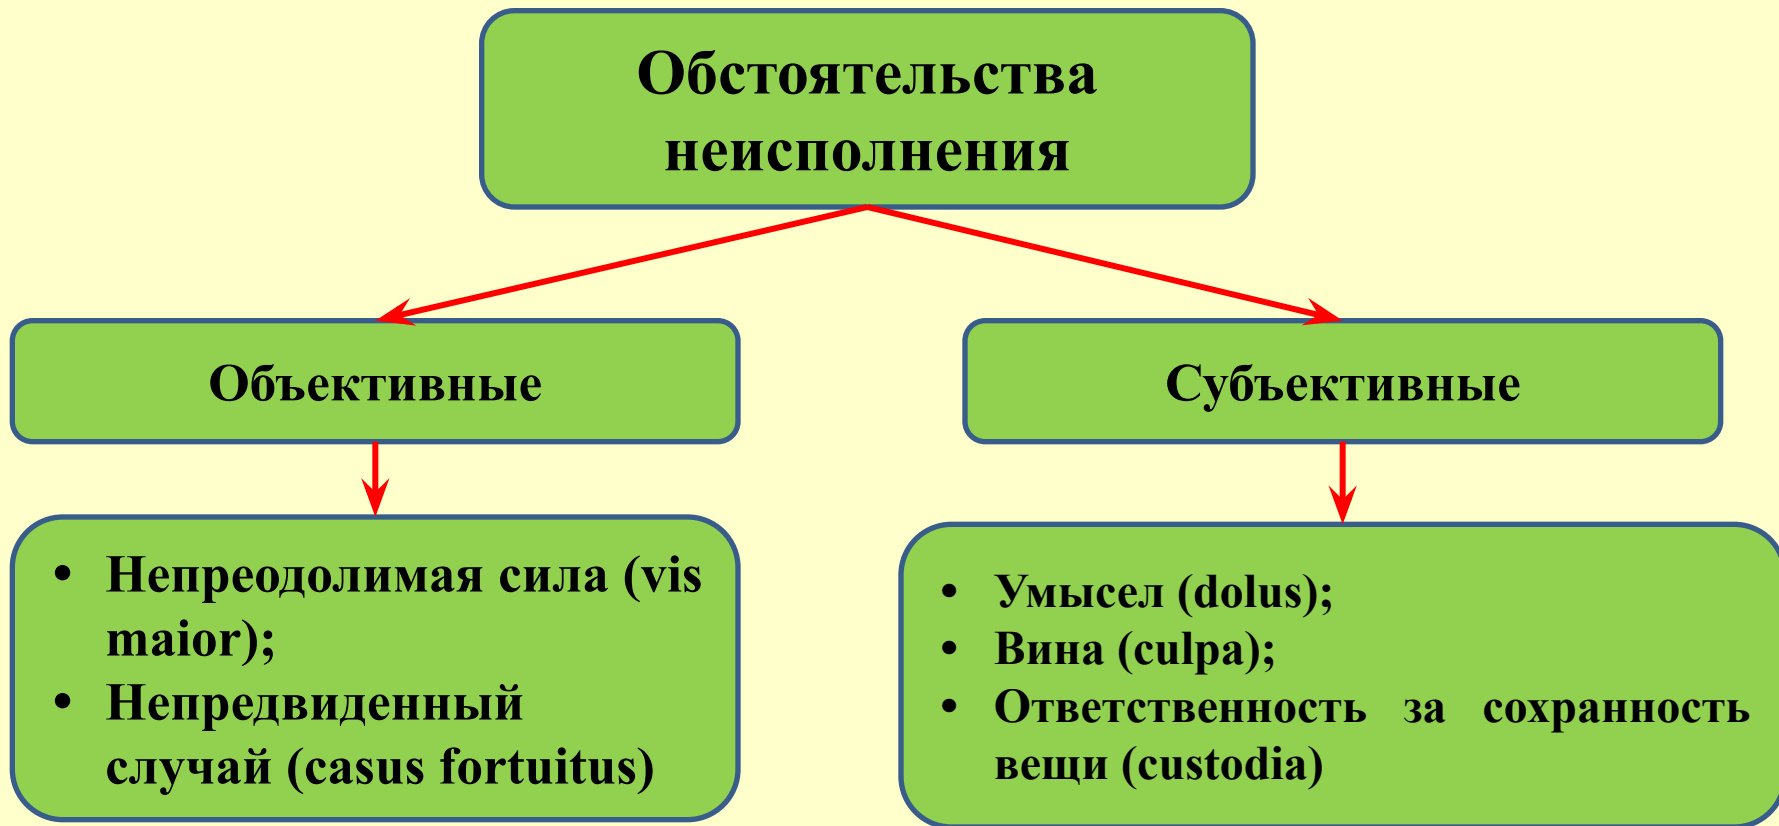 Обстоятельства
неисполнения
Объективные
Субъективные
• Непреодолимая сила (vis
maior);
• Непредвиденный
случай (casus fortuitus)
• Умысел (dolus);
• Вина (culpa);
• Ответственность за сохранность
вещи (custodia)